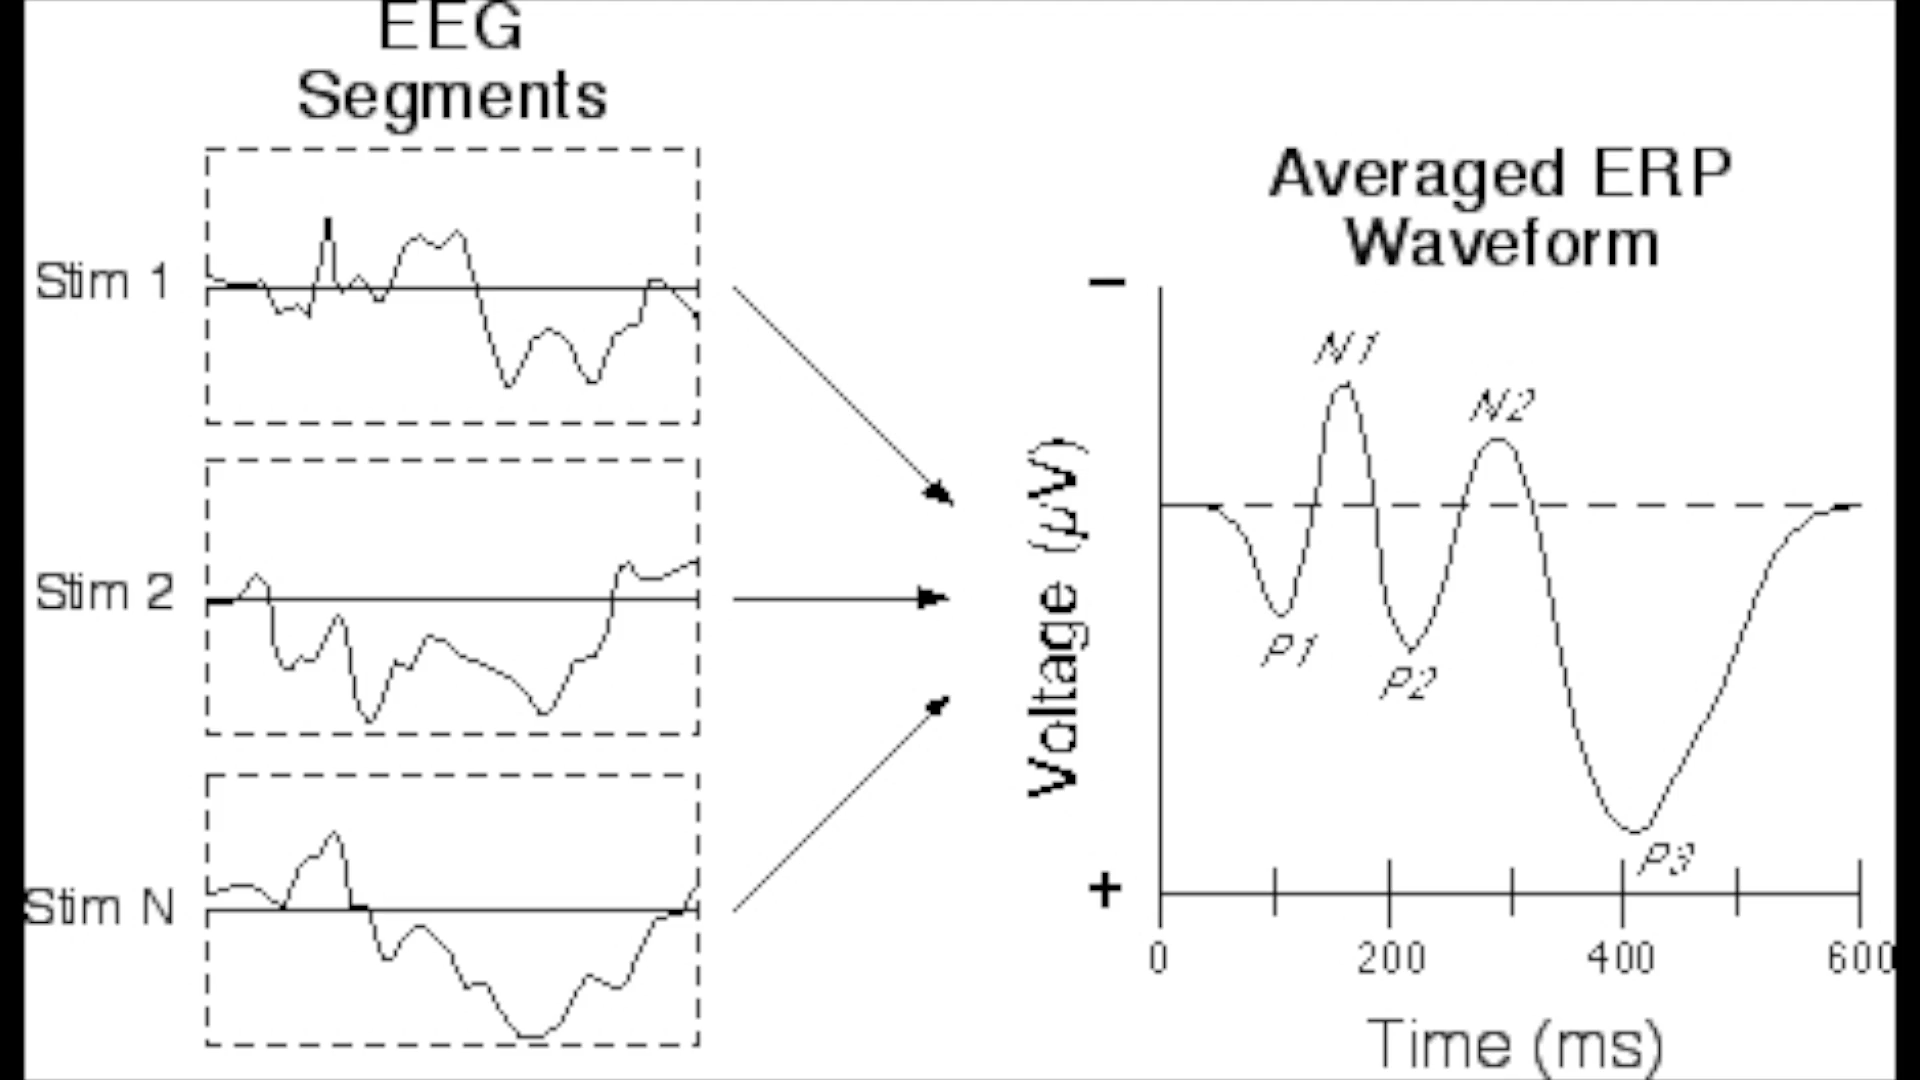 EEG
Segments
Stim 1
Stim 2
Stim N
Averaged ERP
Waveform
−
+
Voltage (μV)
N1
N2
P1
P2
P3
0 200 400 600
Time (ms)